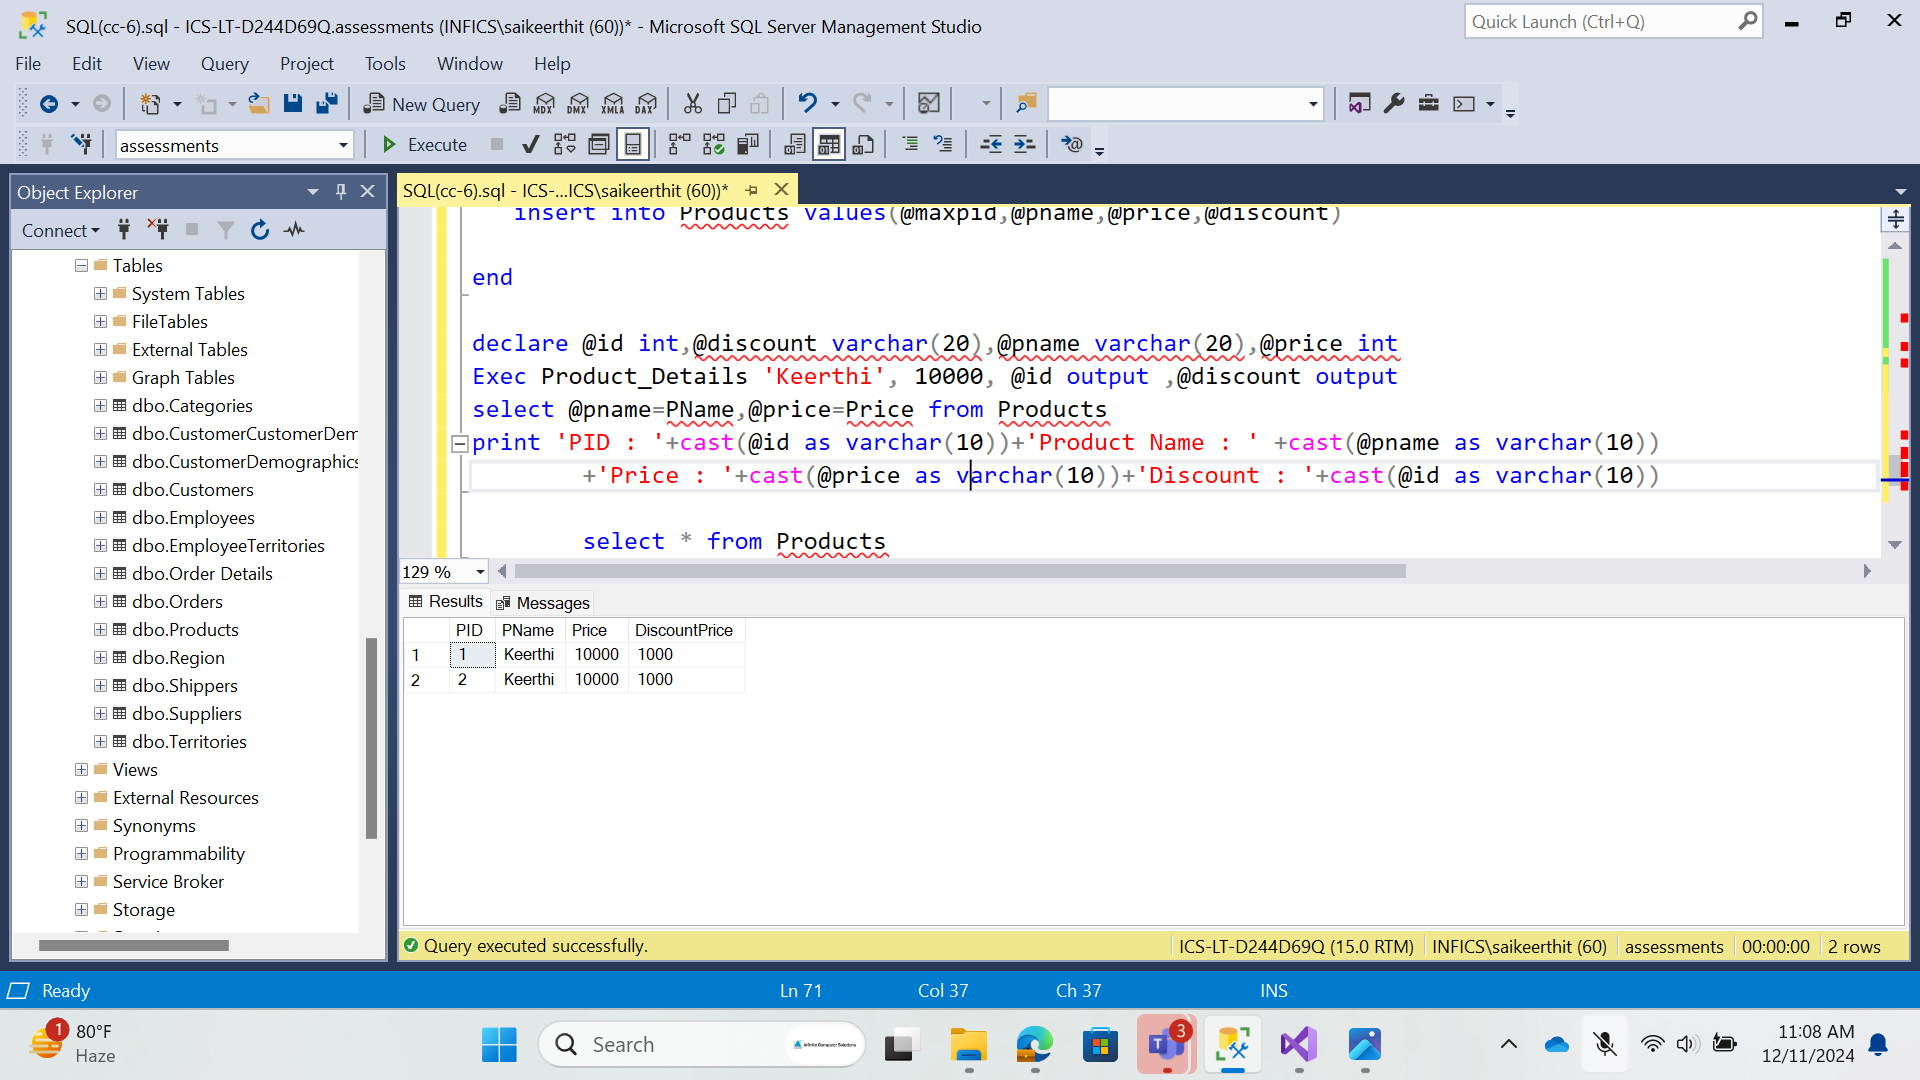 SQL(cc-6).sql - ICS-LT-D244D69Q.assessments (INFICS\saikeerthit (60))* - Microsoft SQL Server Management Studio
Quick Launch (Ctrl+Q)
File Edit View Query Project Tools Window Help
New Query MDX DMX XMLA DAX
assessments Execute
Object Explorer
SQL(cc-6).sql - ICS-...ICS\saikeerthit (60))*
Connect
Tables
System Tables
FileTables
External Tables
Graph Tables
dbo.Categories
dbo.CustomerCustomerDem
dbo.CustomerDemographics
dbo.Customers
dbo.Employees
dbo.EmployeeTerritories
dbo.Order Details
dbo.Orders
dbo.Products
dbo.Region
dbo.Shippers
dbo.Suppliers
dbo.Territories
Views
External Resources
Synonyms
Programmability
Service Broker
Storage
insert into Products values(@maxpid,@pname,@price,@discount)
end
declare @id int,@discount varchar(20),@pname varchar(20),@price int
Exec Product_Details 'Keerthi', 10000, @id output ,@discount output
select @pname=PName,@price=Price from Products
print 'PID : '+cast(@id as varchar(10))+'Product Name : ' +cast(@pname as varchar(10))
+'Price : '+cast(@price as varchar(10))+'Discount : '+cast(@id as varchar(10))
select * from Products
129 %
Results Messages
PID PName Price DiscountPrice
1 1 Keerthi 10000 1000
2 2 Keerthi 10000 1000
Query executed successfully.
ICS-LT-D244D69Q (15.0 RTM) INFICS\saikeerthit (60) assessments 00:00:00 2 rows
Ready Ln 71 Col 37 Ch 37 INS
1 80°F
Haze
Search
Infinite Computer Solutions
3
11:08 AM
12/11/2024